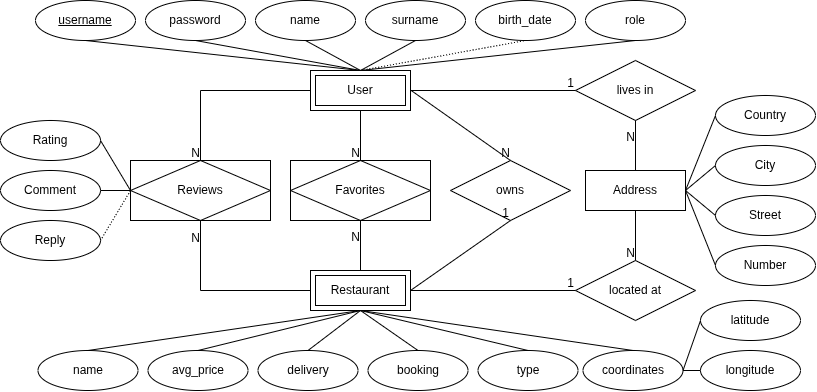 username
password
name
surname
birth_date
role
User
1
lives in
Country
Rating
N
N
N
N
City
Comment
Reviews
Favorites
owns
Address
Street
Reply
N
N
1
N
Number
Restaurant
1
located at
latitude
name
avg_price
delivery
booking
type
coordinates
longitude